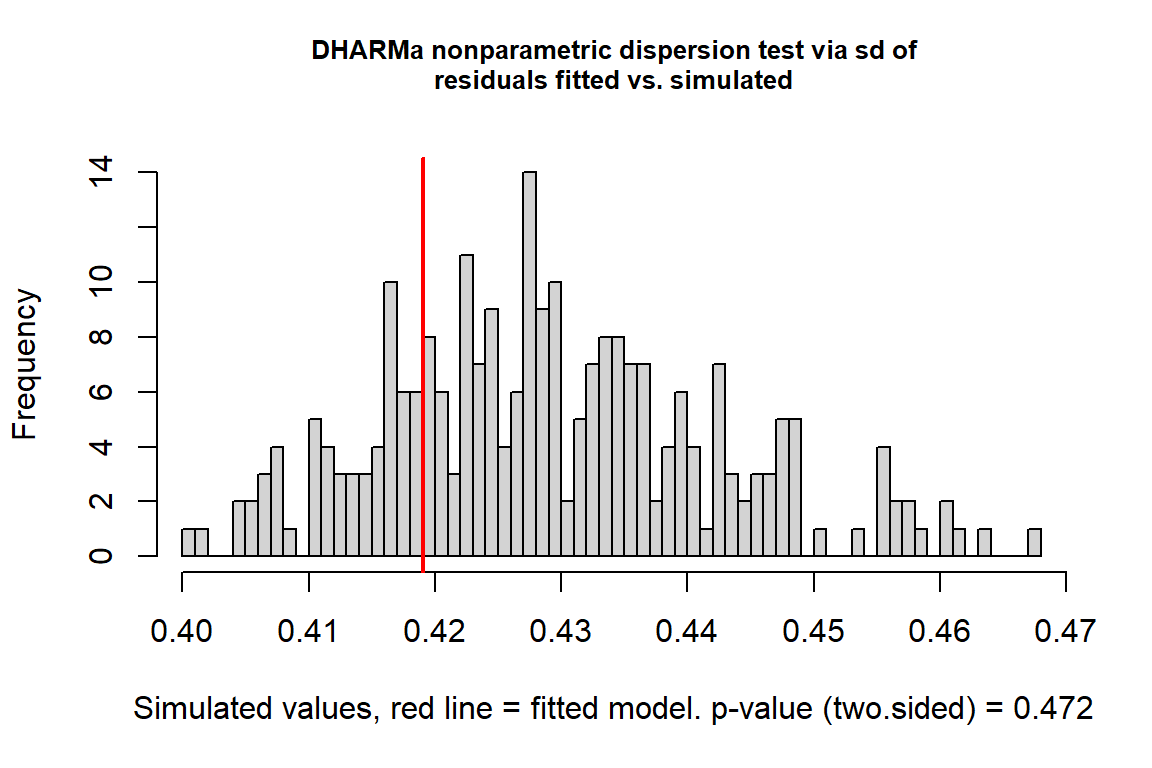 DHARMa nonparametric dispersion test via sd of
residuals fitted vs. simulated
Frequency
14
10
8
6
4
2
0
0.40 0.41 0.42 0.43 0.44 0.45 0.46 0.47
Simulated values, red line = fitted model. p-value (two.sided) = 0.472